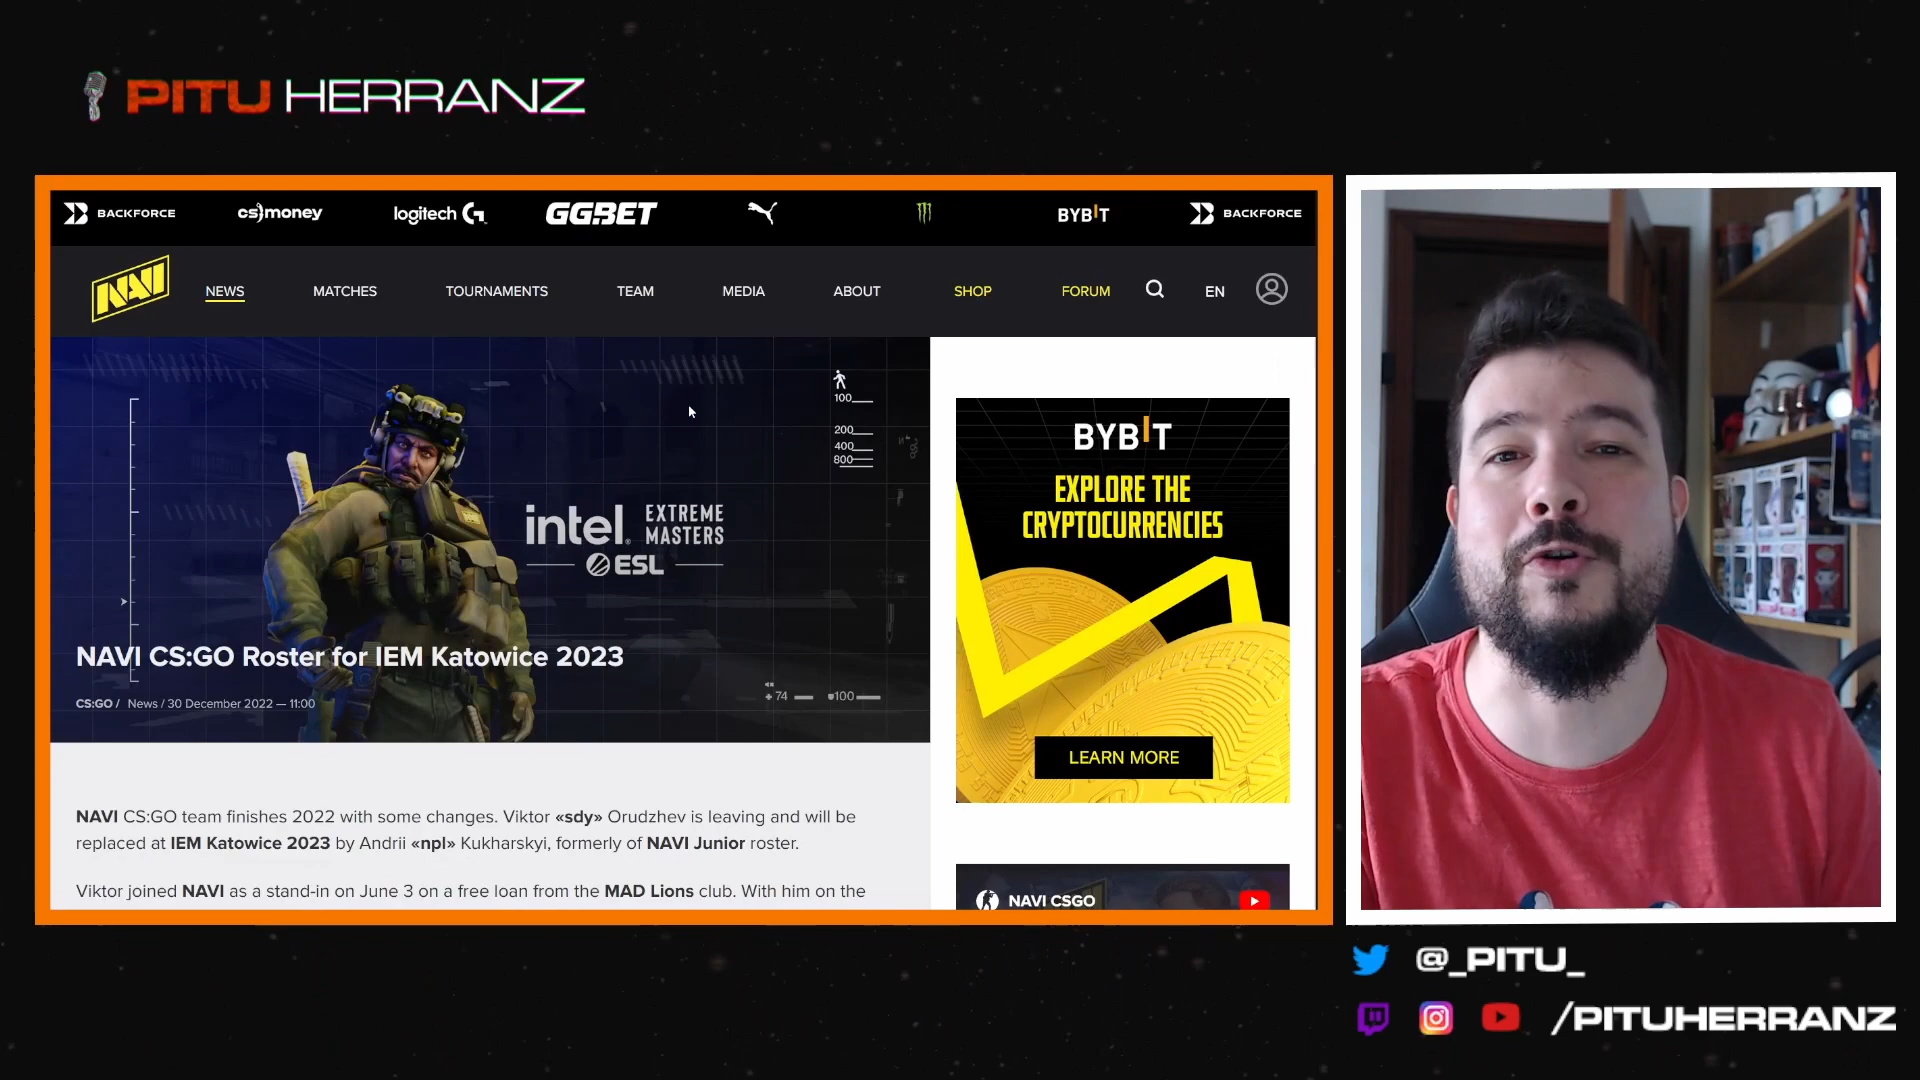 PITU HERRANZ
BACKFORCE
cs:money
logitech G
GG.BET
BYBIT
BACKFORCE
NAVI
NEWS
MATCHES
TOURNAMENTS
TEAM
MEDIA
ABOUT
SHOP
FORUM
EN
100
200
400
800
intel. EXTREME
MASTERS
ESL
NAVI CS:GO Roster for IEM Katowice 2023
CS:GO / News / 30 December 2022 — 11:00
74
100
NAVI CS:GO team finishes 2022 with some changes. Viktor «sdy» Orudzhev is leaving and will be
replaced at IEM Katowice 2023 by Andrii «npl» Kukharskyi, formerly of NAVI Junior roster.
Viktor joined NAVI as a stand-in on June 3 on a free loan from the MAD Lions club. With him on the
BYBIT
EXPLORE THE
CRYPTOCURRENCIES
LEARN MORE
NAVI CSGO
@_PITU_
/PITUHERRANZ